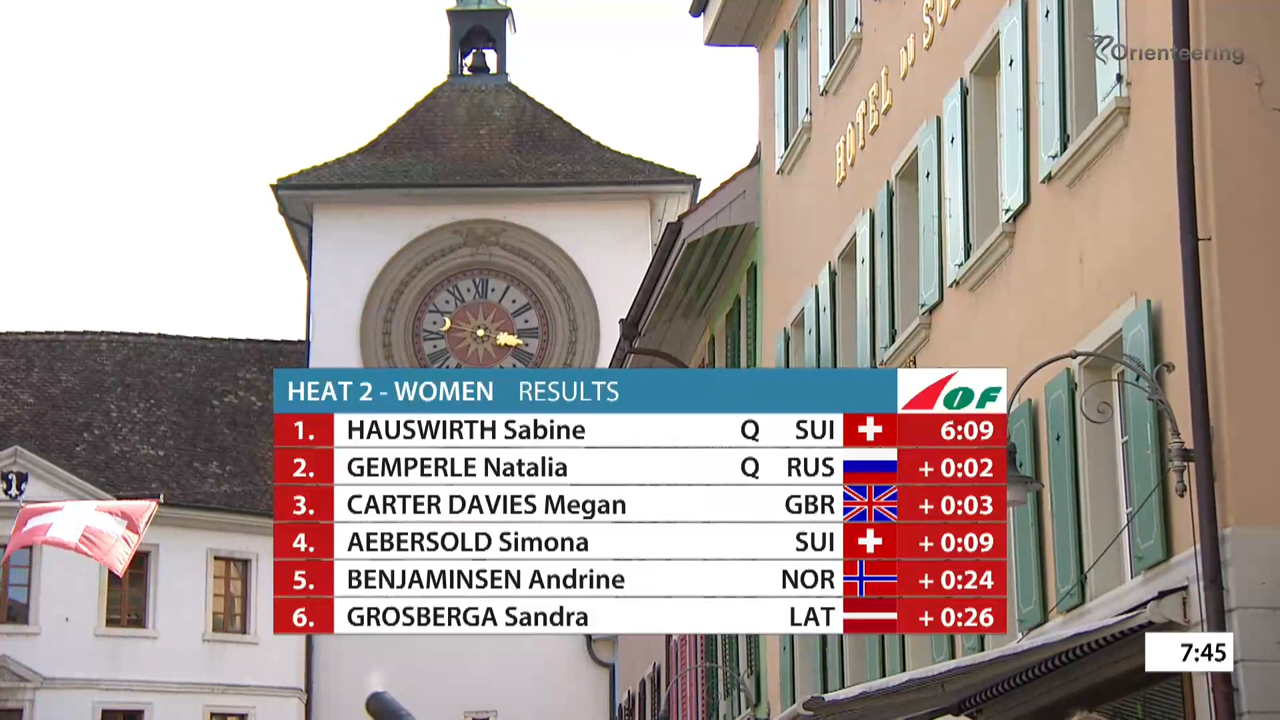 Orienteering
HOTEL DU SO
XII
HEAT 2 - WOMEN RESULTS
IOF
1. HAUSWIRTH Sabine Q SUI 6:09
2. GEMPERLE Natalia Q RUS + 0:02
3. CARTER DAVIES Megan GBR + 0:03
4. AEBERSOLD Simona SUI + 0:09
5. BENJAMINSEN Andrine NOR + 0:24
6. GROSBERGA Sandra LAT + 0:26
7:45